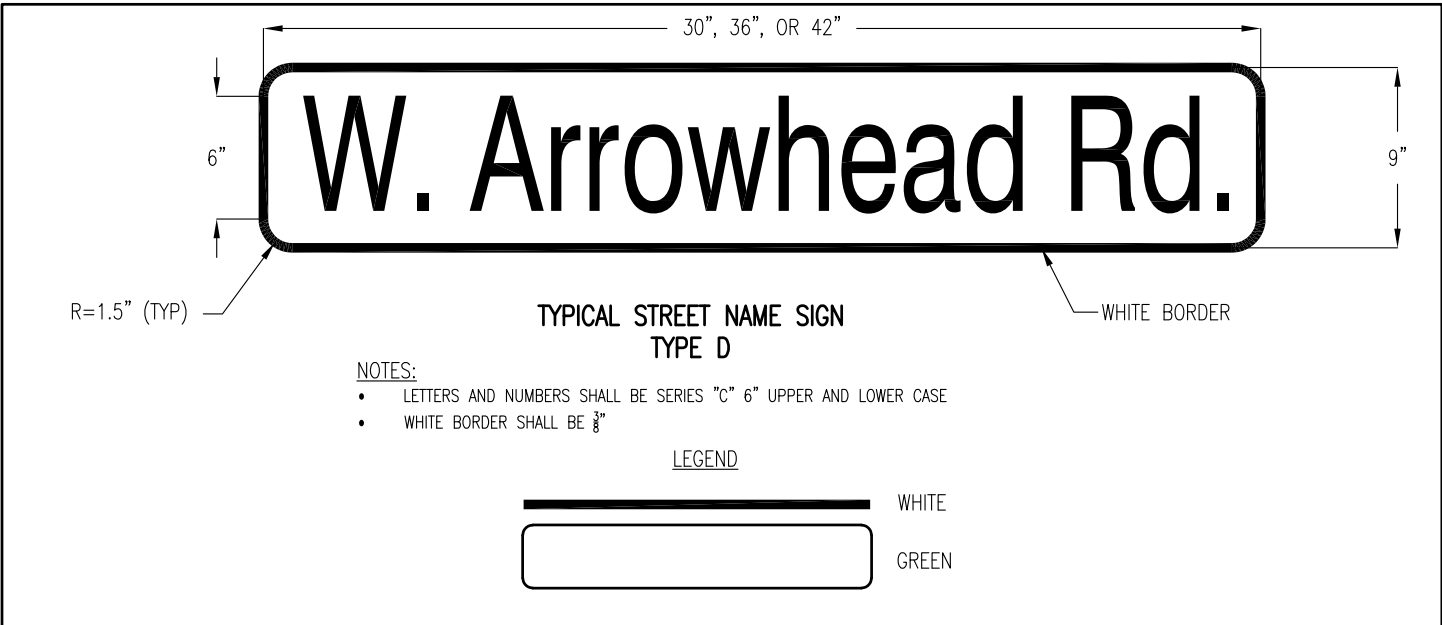 30", 36", OR 42"
6"
W. Arrowhead Rd.
9"
R=1.5" (TYP)
WHITE BORDER
TYPICAL STREET NAME SIGN
TYPE D
NOTES:
• LETTERS AND NUMBERS SHALL BE SERIES "C" 6" UPPER AND LOWER CASE
• WHITE BORDER SHALL BE 3/8"
LEGEND
WHITE
GREEN